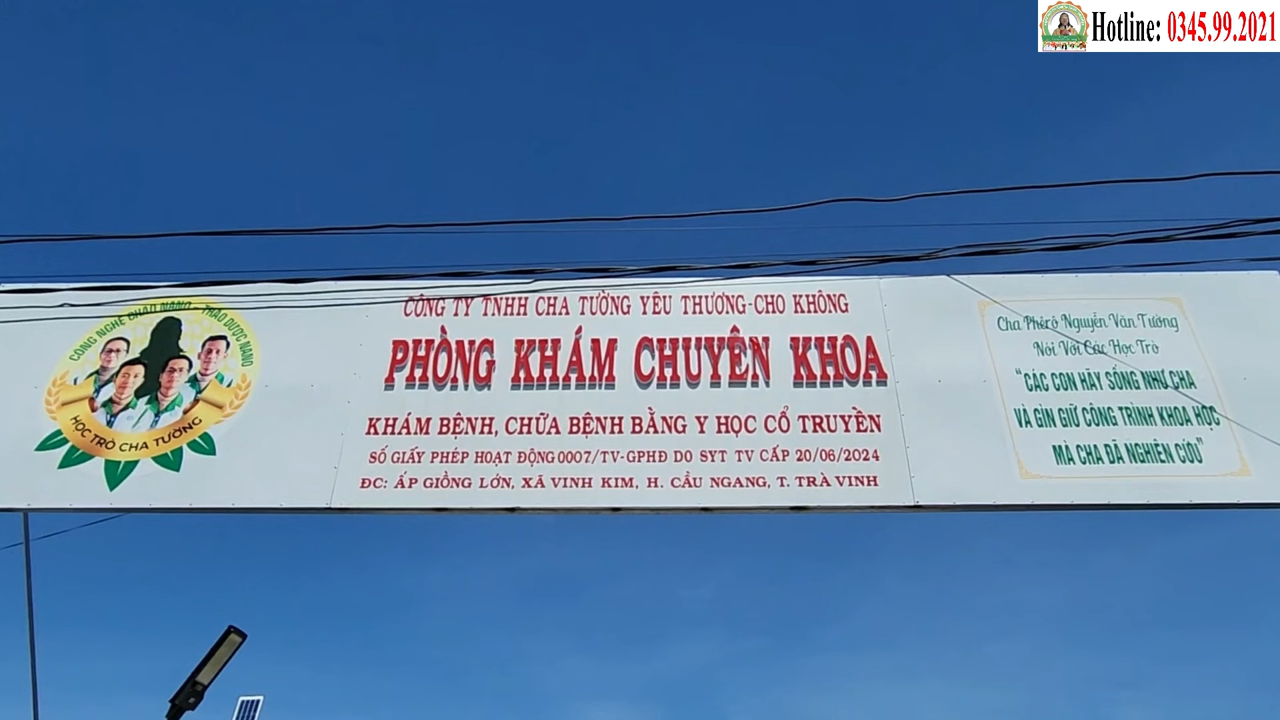 Hotline: 0345.99.2021
CÔNG NGHỆ CHAO NANO - THẢO DƯỢC NANO
HỌC TRÒ CHA TƯỜNG
CÔNG TY TNHH CHA TƯỜNG YÊU THƯƠNG-CHO KHÔNG
PHÒNG KHÁM CHUYÊN KHOA
KHÁM BỆNH, CHỮA BỆNH BẰNG Y HỌC CỔ TRUYỀN
SỐ GIẤY PHÉP HOẠT ĐỘNG 0007/TV-GPHĐ DO SYT TV CẤP 20/06/2024
ĐC: ẤP GIỒNG LỚN, XÃ VINH KIM, H. CẦU NGANG, T. TRÀ VINH
Cha Phêrô Nguyễn Văn Tường
Nói Với Các Học Trò
“CÁC CON HÃY SỐNG NHƯ CHA
VÀ GÌN GIỮ CÔNG TRÌNH KHOA HỌC
MÀ CHA ĐÃ NGHIÊN CỨU”